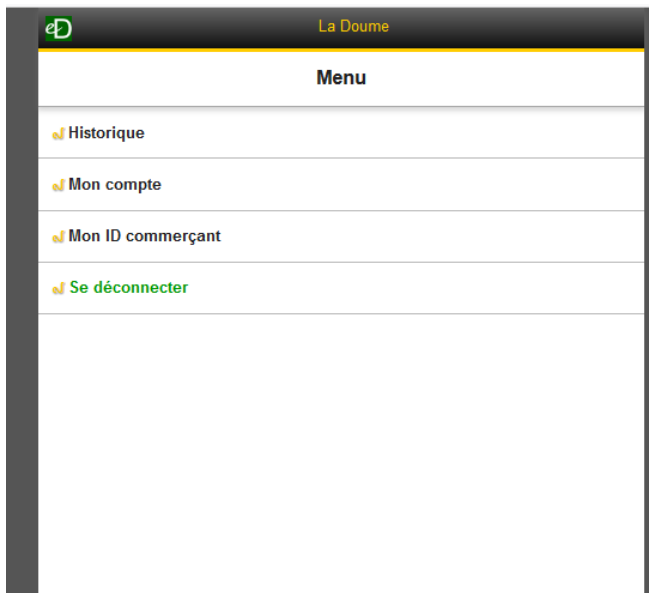 eD
La Doume
Menu
Historique
Mon compte
Mon ID commerçant
Se déconnecter